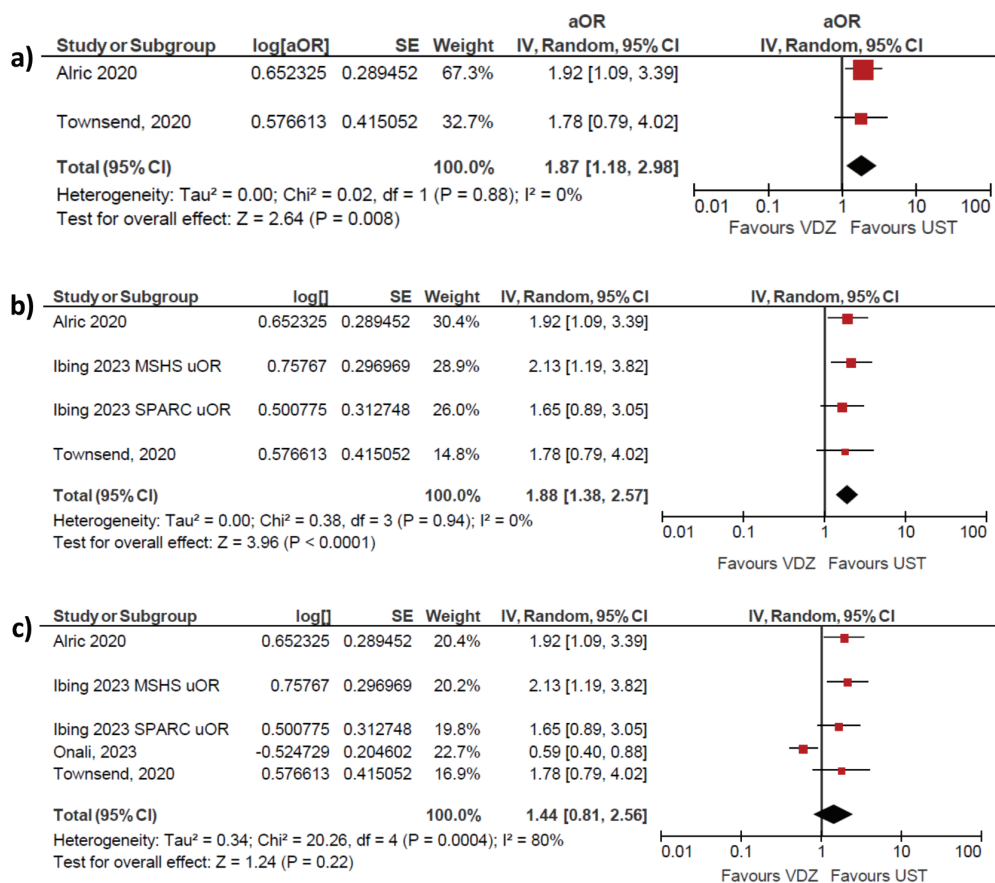 a)
aOR aOR
Study or Subgroup log[aOR] SE Weight IV, Random, 95% CI IV, Random, 95% CI
Alric 2020 0.652325 0.289452 67.3% 1.92 [1.09, 3.39]
Townsend, 2020 0.576613 0.415052 32.7% 1.78 [0.79, 4.02]
Total (95% CI) 100.0% 1.87 [1.18, 2.98]
Heterogeneity: Tau² = 0.00; Chi² = 0.02, df = 1 (P = 0.88); I² = 0%
Test for overall effect: Z = 2.64 (P = 0.008)
0.01 0.1 1 10 100
Favours VDZ Favours UST
b)
Study or Subgroup log[] SE Weight IV, Random, 95% CI IV, Random, 95% CI
Alric 2020 0.652325 0.289452 30.4% 1.92 [1.09, 3.39]
Ibing 2023 MSHS uOR 0.75767 0.296969 28.9% 2.13 [1.19, 3.82]
Ibing 2023 SPARC uOR 0.500775 0.312748 26.0% 1.65 [0.89, 3.05]
Townsend, 2020 0.576613 0.415052 14.8% 1.78 [0.79, 4.02]
Total (95% CI) 100.0% 1.88 [1.38, 2.57]
Heterogeneity: Tau² = 0.00; Chi² = 0.38, df = 3 (P = 0.94); I² = 0%
Test for overall effect: Z = 3.96 (P < 0.0001)
0.01 0.1 1 10 100
Favours VDZ Favours UST
c)
Study or Subgroup log[] SE Weight IV, Random, 95% CI IV, Random, 95% CI
Alric 2020 0.652325 0.289452 20.4% 1.92 [1.09, 3.39]
Ibing 2023 MSHS uOR 0.75767 0.296969 20.2% 2.13 [1.19, 3.82]
Ibing 2023 SPARC uOR 0.500775 0.312748 19.8% 1.65 [0.89, 3.05]
Onali, 2023 -0.524729 0.204602 22.7% 0.59 [0.40, 0.88]
Townsend, 2020 0.576613 0.415052 16.9% 1.78 [0.79, 4.02]
Total (95% CI) 100.0% 1.44 [0.81, 2.56]
Heterogeneity: Tau² = 0.34; Chi² = 20.26, df = 4 (P = 0.0004); I² = 80%
Test for overall effect: Z = 1.24 (P = 0.22)
0.01 0.1 1 10 100
Favours VDZ Favours UST